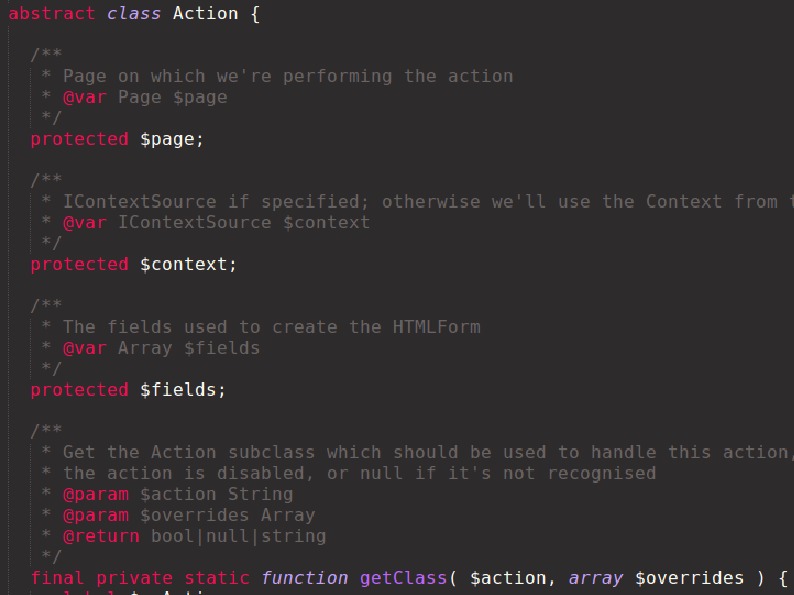 abstract class Action {
/**
* Page on which we're performing the action
* @var Page $page
*/
protected $page;
/**
* IContextSource if specified; otherwise we'll use the Context from
* @var IContextSource $context
*/
protected $context;
/**
* The fields used to create the HTMLForm
* @var Array $fields
*/
protected $fields;
/**
* Get the Action subclass which should be used to handle this action,
* the action is disabled, or null if it's not recognised
* @param $action String
* @param $overrides Array
* @return bool|null|string
*/
final private static function getClass( $action, array $overrides ) {